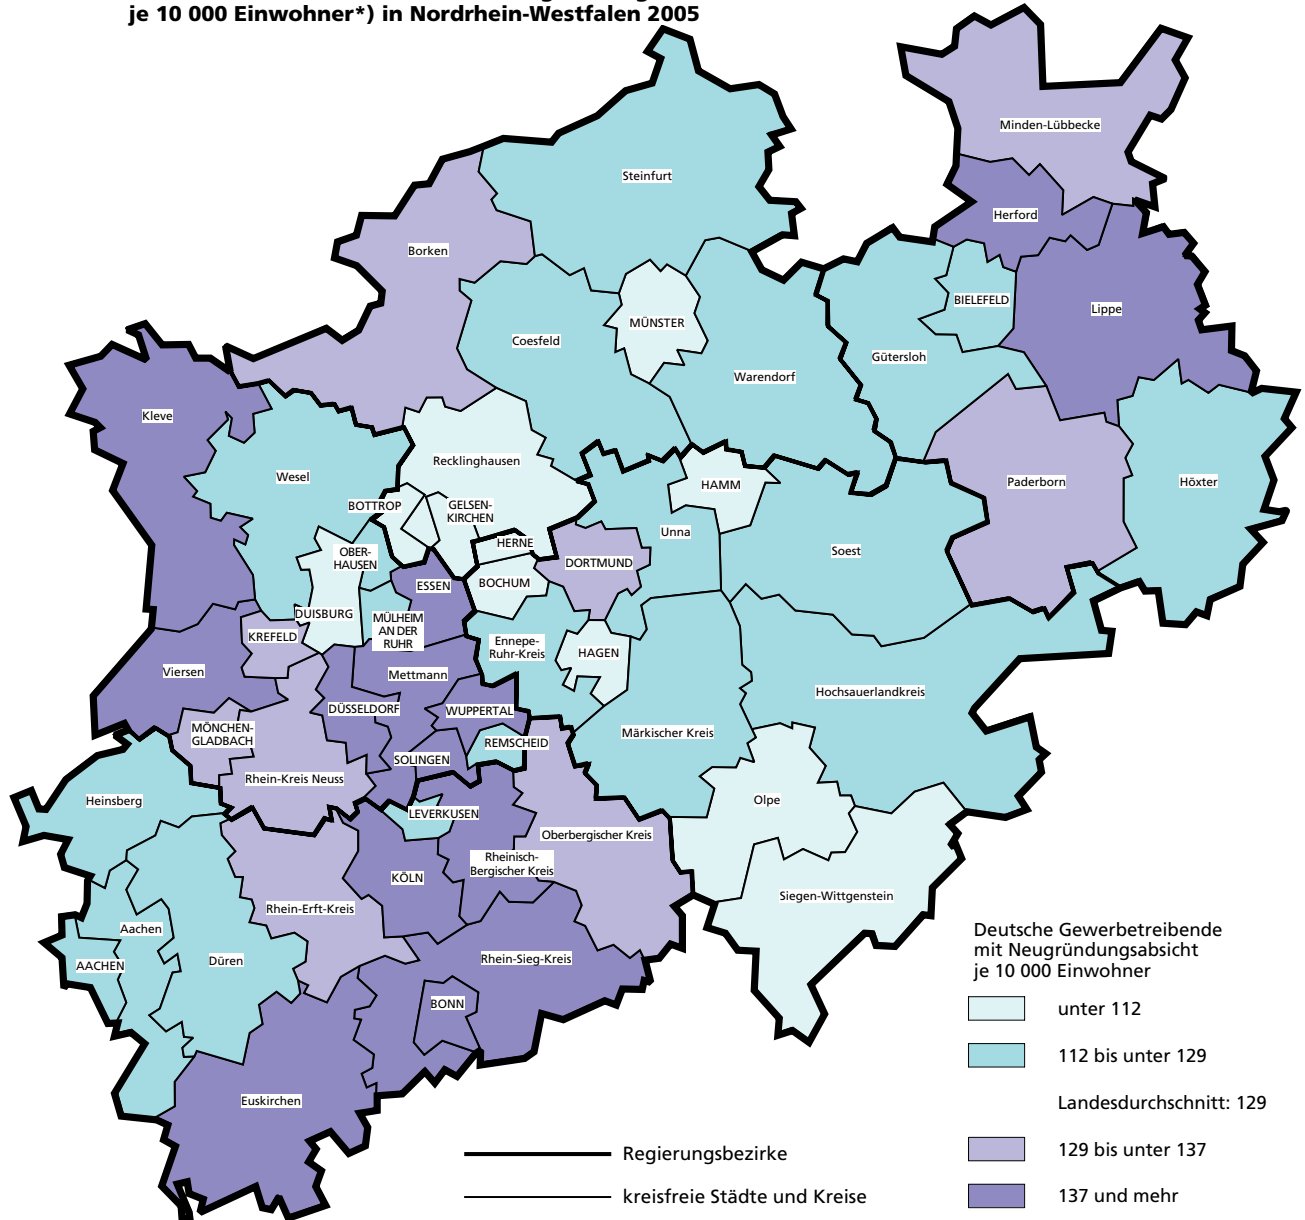 je 10 000 Einwohner*) in Nordrhein-Westfalen 2005
Minden-Lübbecke
Steinfurt
Herford
Borken
BIELEFELD
Lippe
MÜNSTER
Coesfeld
Gütersloh
Warendorf
Kleve
Recklinghausen
Wesel
HAMM
Paderborn
Höxter
BOTTROP
GELSEN-
KIRCHEN
Unna
HERNE
Soest
OBER-
HAUSEN
DORTMUND
ESSEN
BOCHUM
DUISBURG
MÜLHEIM
AN DER
RUHR
KREFELD
Ennepe-
Ruhr-Kreis
HAGEN
Viersen
Mettmann
Hochsauerlandkreis
DÜSSELDORF
WUPPERTAL
MÖNCHEN-
GLADBACH
Märkischer Kreis
REMSCHEID
SOLINGEN
Rhein-Kreis Neuss
Heinsberg
Olpe
LEVERKUSEN
Oberbergischer Kreis
Rheinisch-
Bergischer Kreis
KÖLN
Siegen-Wittgenstein
Rhein-Erft-Kreis
Aachen
AACHEN
Düren
Rhein-Sieg-Kreis
BONN
Euskirchen
Deutsche Gewerbetreibende
mit Neugründungsabsicht
je 10 000 Einwohner
unter 112
112 bis unter 129
Landesdurchschnitt: 129
129 bis unter 137
137 und mehr
Regierungsbezirke
kreisfreie Städte und Kreise